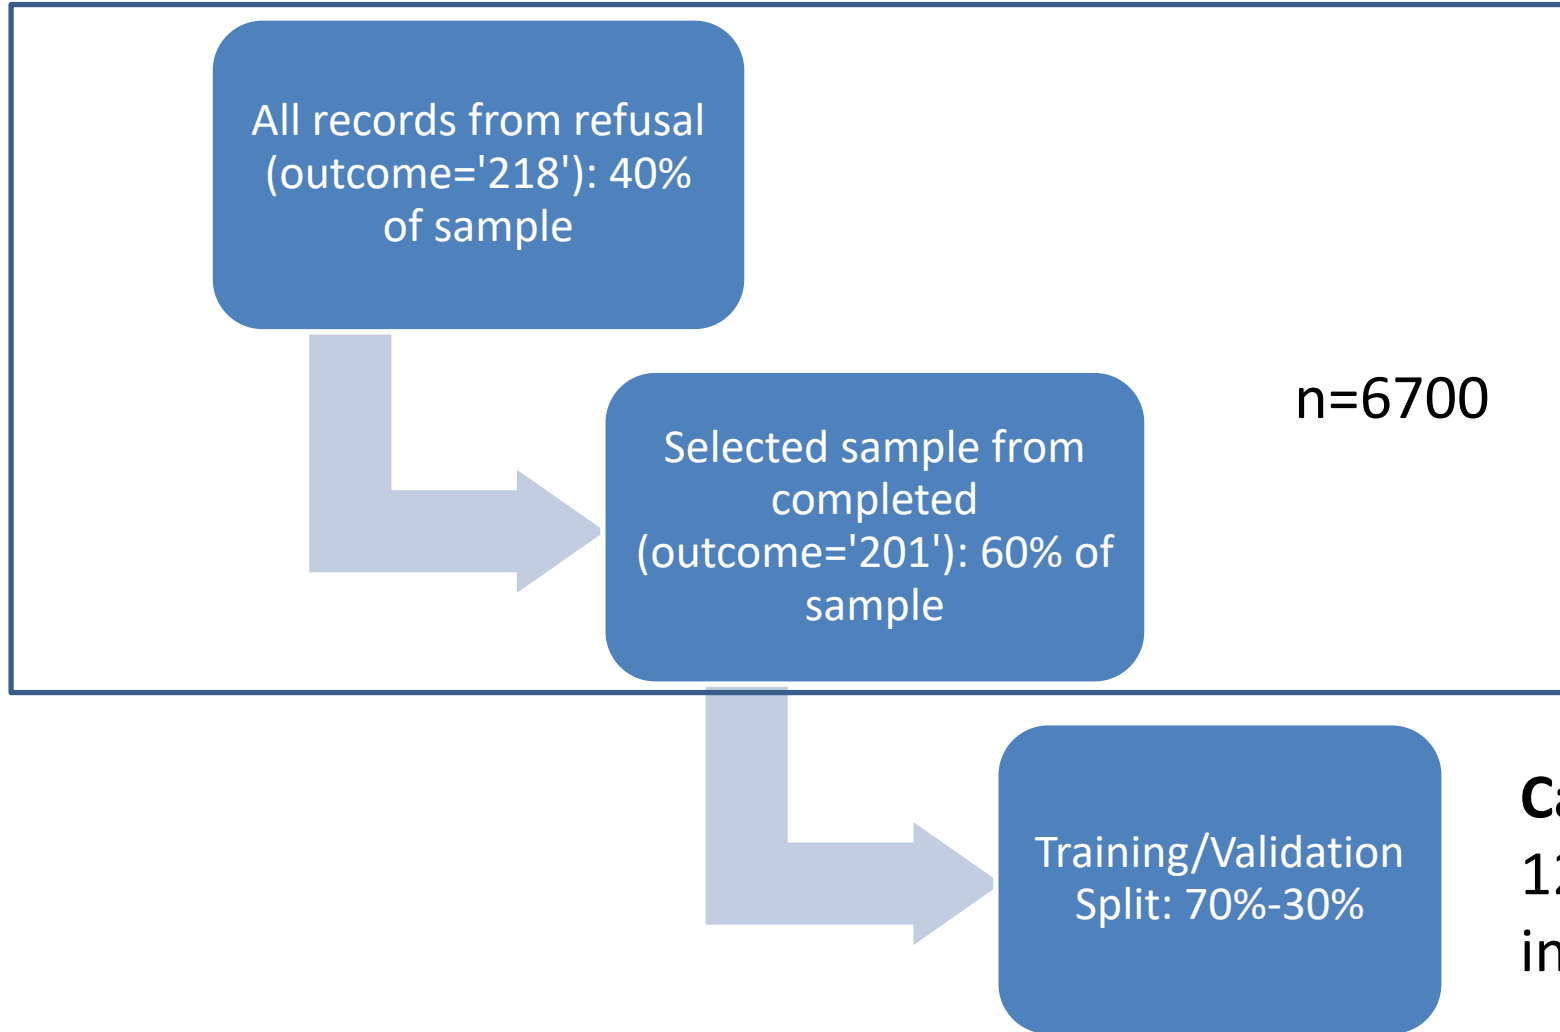 All records from refusal
(outcome='218'): 40%
of sample
n=6700
Selected sample from
completed
(outcome='201'): 60% of
sample
Training/Validation
Split: 70%-30%